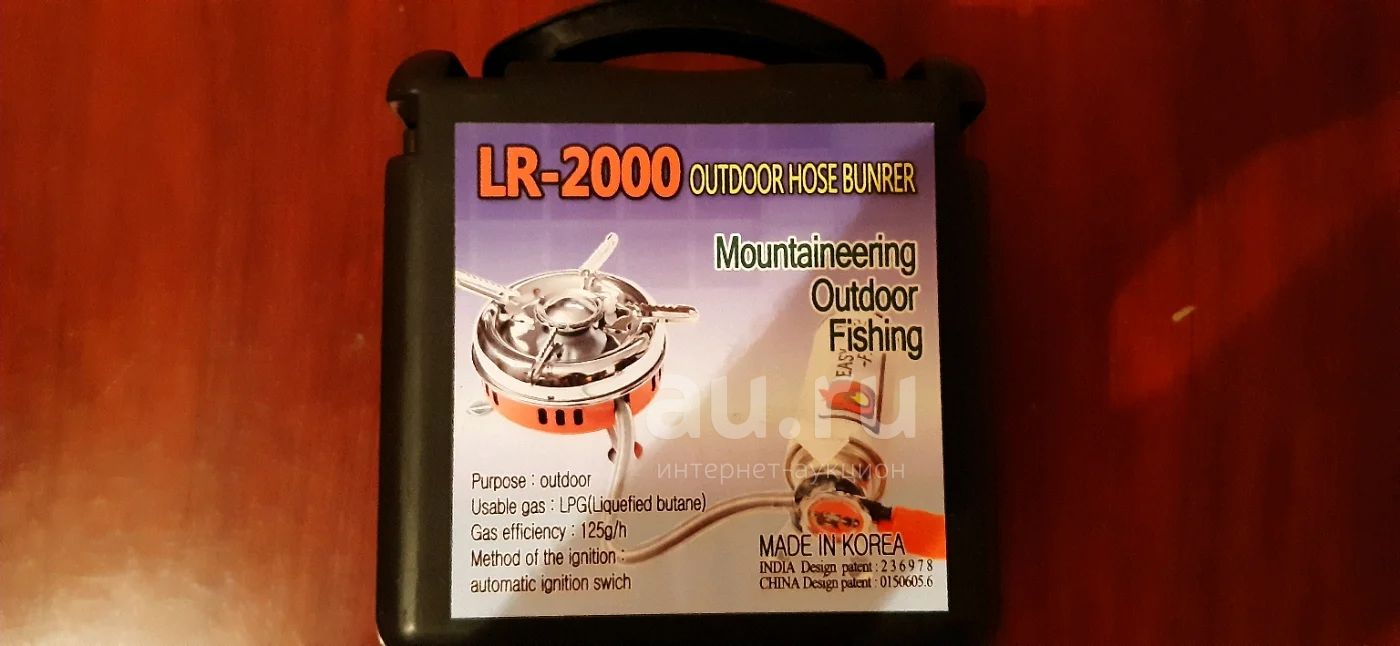 LR-2000 OUTDOOR HOSE BUNRER
Mountaineering
Outdoor
Fishing
EASY
au.ru
интернет-аукцион
Purpose : outdoor
Usable gas : LPG(Liquefied butane)
Gas efficiency : 125g/h
Method of the ignition :
automatic ignition swich
MADE IN KOREA
INDIA Design patent : 236978
CHINA Design patent : 0150605.6